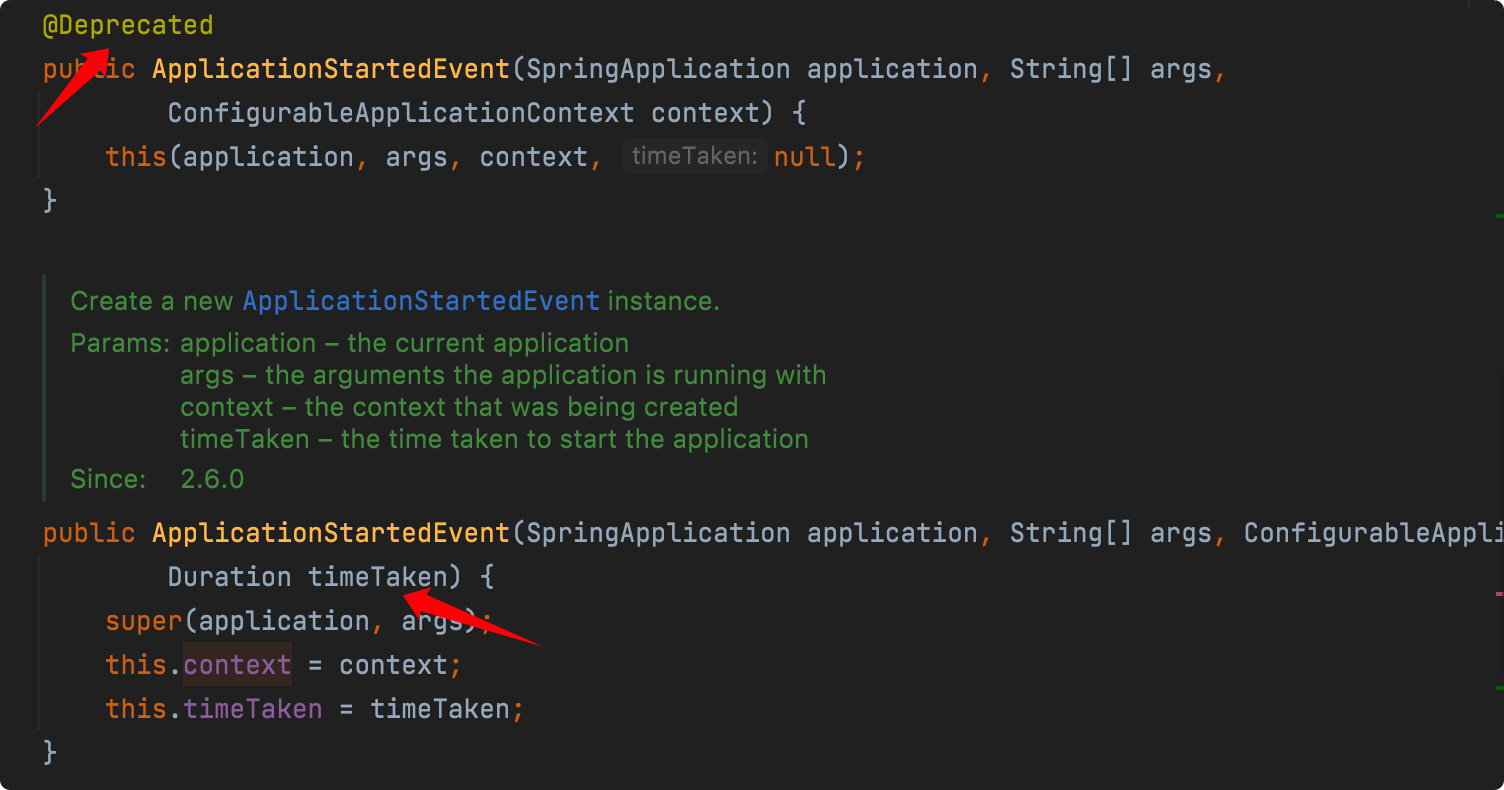 @Deprecated
public ApplicationStartedEvent(SpringApplication application, String[] args,
ConfigurableApplicationContext context) {
this(application, args, context, timeTaken: null);
}
Create a new ApplicationStartedEvent instance.
Params: application – the current application
args – the arguments the application is running with
context – the context that was being created
timeTaken – the time taken to start the application
Since: 2.6.0
public ApplicationStartedEvent(SpringApplication application, String[] args, ConfigurableAppli
Duration timeTaken) {
super(application, args);
this.context = context;
this.timeTaken = timeTaken;
}